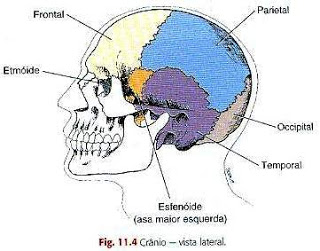 Frontal
Parietal
Etmóide
Occipital
Temporal
Esfenóide
(asa maior esquerda)
Fig. 11.4 Crânio — vista lateral.